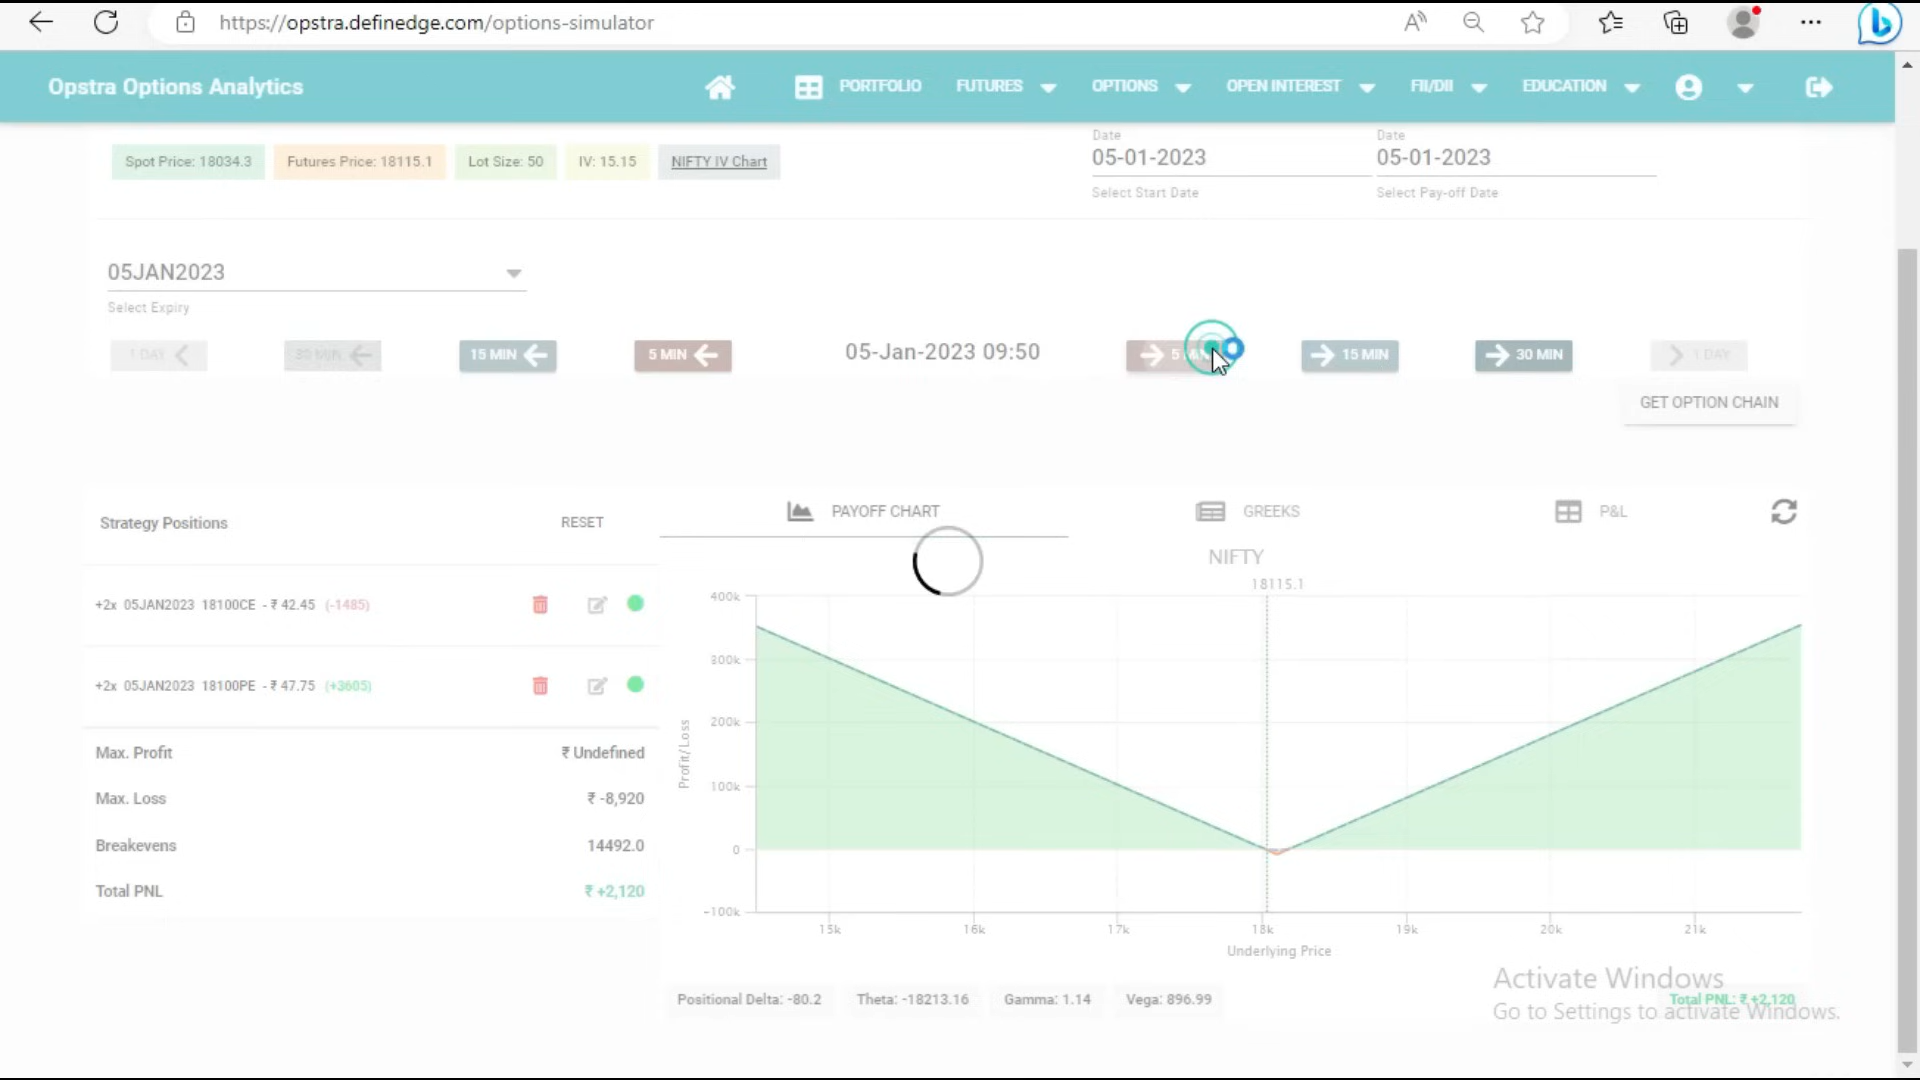 https://opstra.definedge.com/options-simulator
Opstra Options Analytics
PORTFOLIO
FUTURES
OPTIONS
OPEN INTEREST
FII/DII
EDUCATION
Spot Price: 18034.3
Futures Price: 18115.1
Lot Size: 50
IV: 15.15
NIFTY IV Chart
Date
05-01-2023
Select Start Date
Date
05-01-2023
Select Pay-off Date
05JAN2023
Select Expiry
1 DAY
30 MIN
15 MIN
5 MIN
05-Jan-2023 09:50
15 MIN
30 MIN
1 DAY
GET OPTION CHAIN
Strategy Positions
RESET
+2x 05JAN2023 18100CE - ₹ 42.45 (-1485)
+2x 05JAN2023 18100PE - ₹ 47.75 (+3605)
Max. Profit
₹ Undefined
Max. Loss
₹ -8,920
Breakevens
14492.0
Total PNL
₹ +2,120
PAYOFF CHART
GREEKS
P&L
NIFTY
18115.1
Profit/Loss
400k
300k
200k
100k
0
-100k
15k
16k
17k
18k
19k
20k
21k
Underlying Price
Positional Delta: -80.2
Theta: -18213.16
Gamma: 1.14
Vega: 896.99
Total PNL: ₹ +2,120
Activate Windows
Go to Settings to activate Windows.